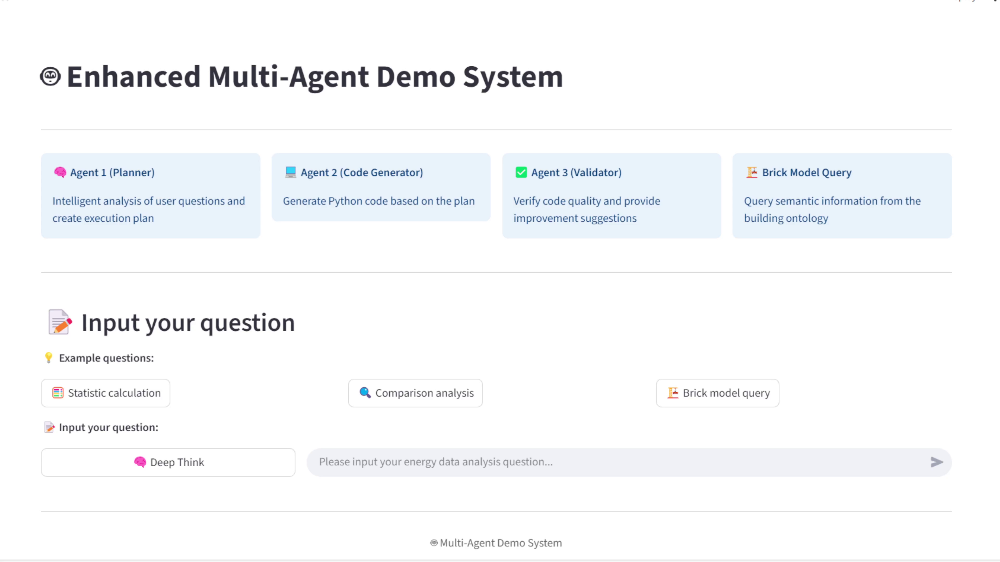 Enhanced Multi-Agent Demo System
Agent 1 (Planner)
Intelligent analysis of user questions and
create execution plan
Agent 2 (Code Generator)
Generate Python code based on the plan
Agent 3 (Validator)
Verify code quality and provide
improvement suggestions
Brick Model Query
Query semantic information from the
building ontology
Input your question
Example questions:
Statistic calculation
Comparison analysis
Brick model query
Input your question:
Deep Think
Please input your energy data analysis question...
Multi-Agent Demo System